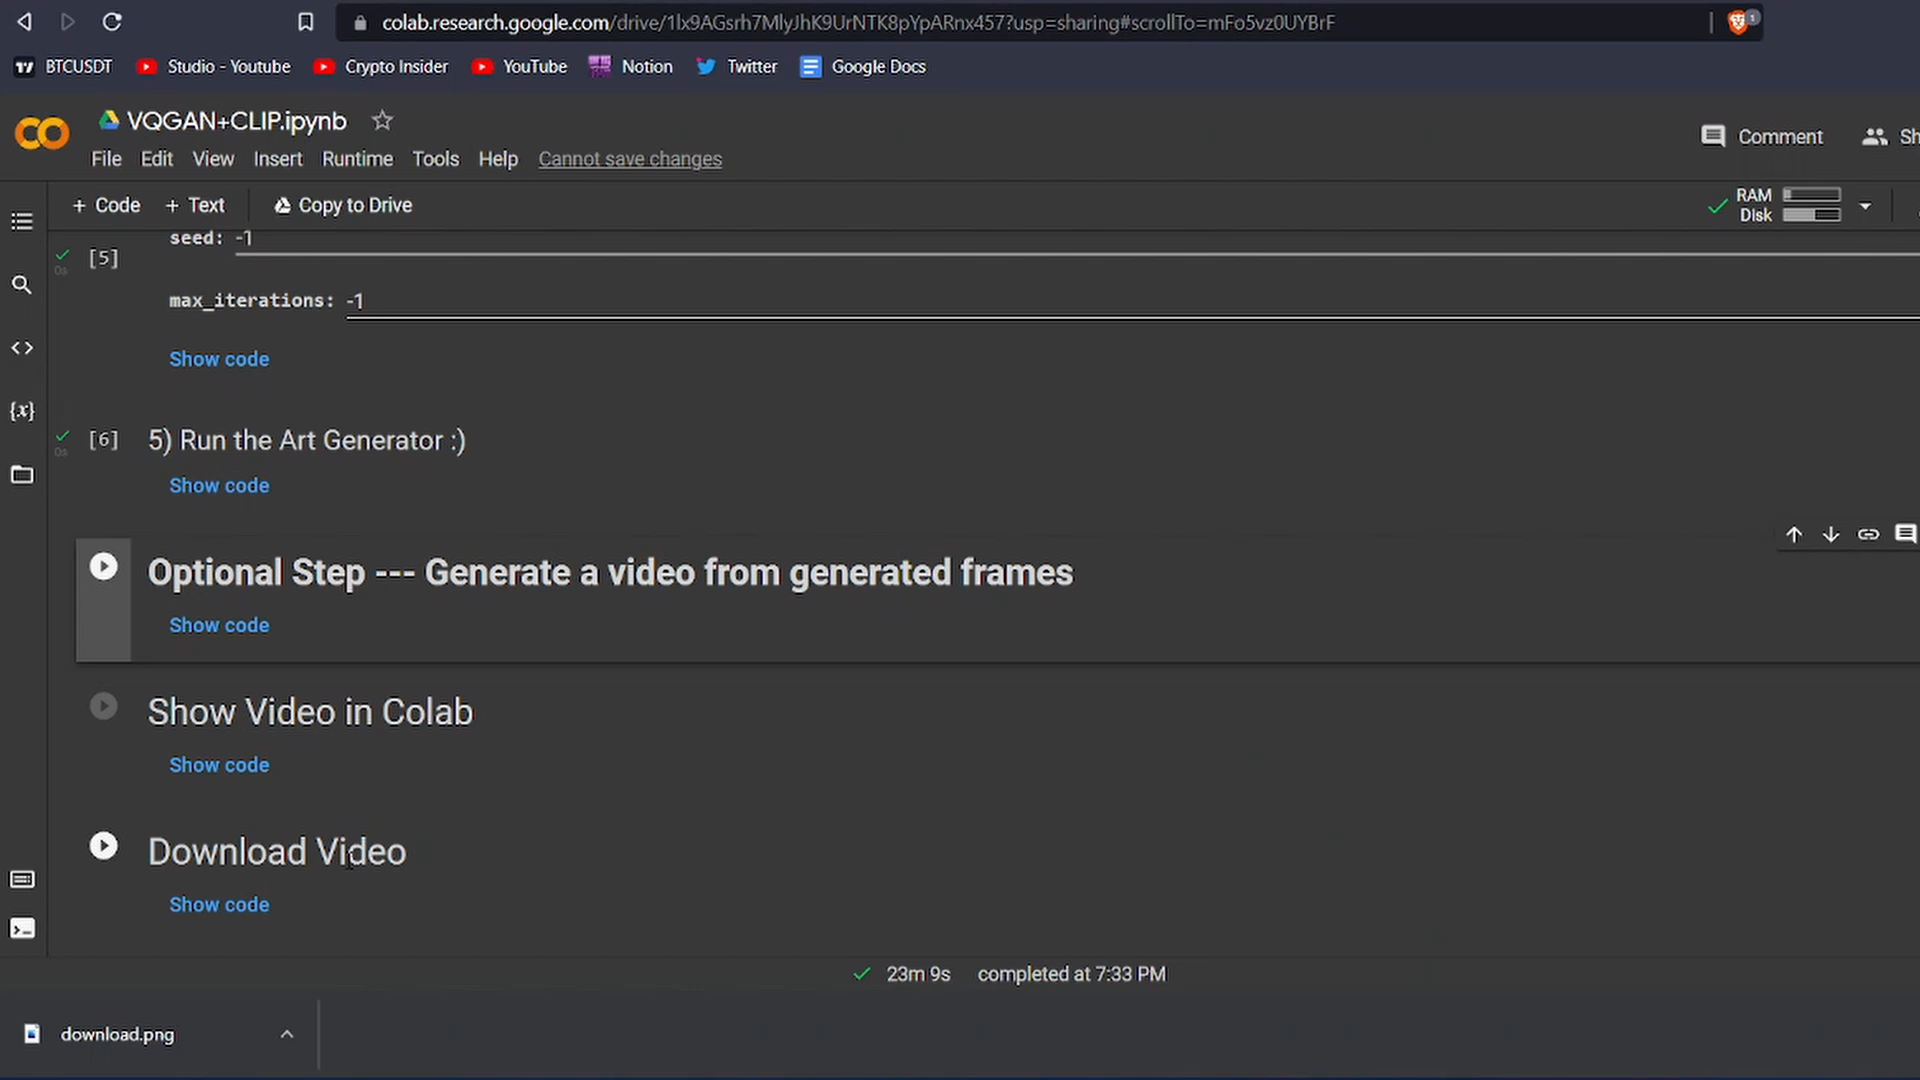 colab.research.google.com/drive/1lx9AGsrh7MlyJhK9UrNTK8pYpARnx457?usp=sharing#scrollTo=mFo5vz0UYBrF
1
BTCUSDT Studio - Youtube Crypto Insider YouTube Notion Twitter Google Docs
VQGAN+CLIP.ipynb
Comment Sh
File Edit View Insert Runtime Tools Help Cannot save changes
+ Code + Text Copy to Drive
RAM
Disk
seed: -1
[5]
0s
max_iterations: -1
Show code
[6] 5) Run the Art Generator :)
0s
Show code
Optional Step --- Generate a video from generated frames
Show code
Show Video in Colab
Show code
Download Video
Show code
23m 9s completed at 7:33 PM
download.png